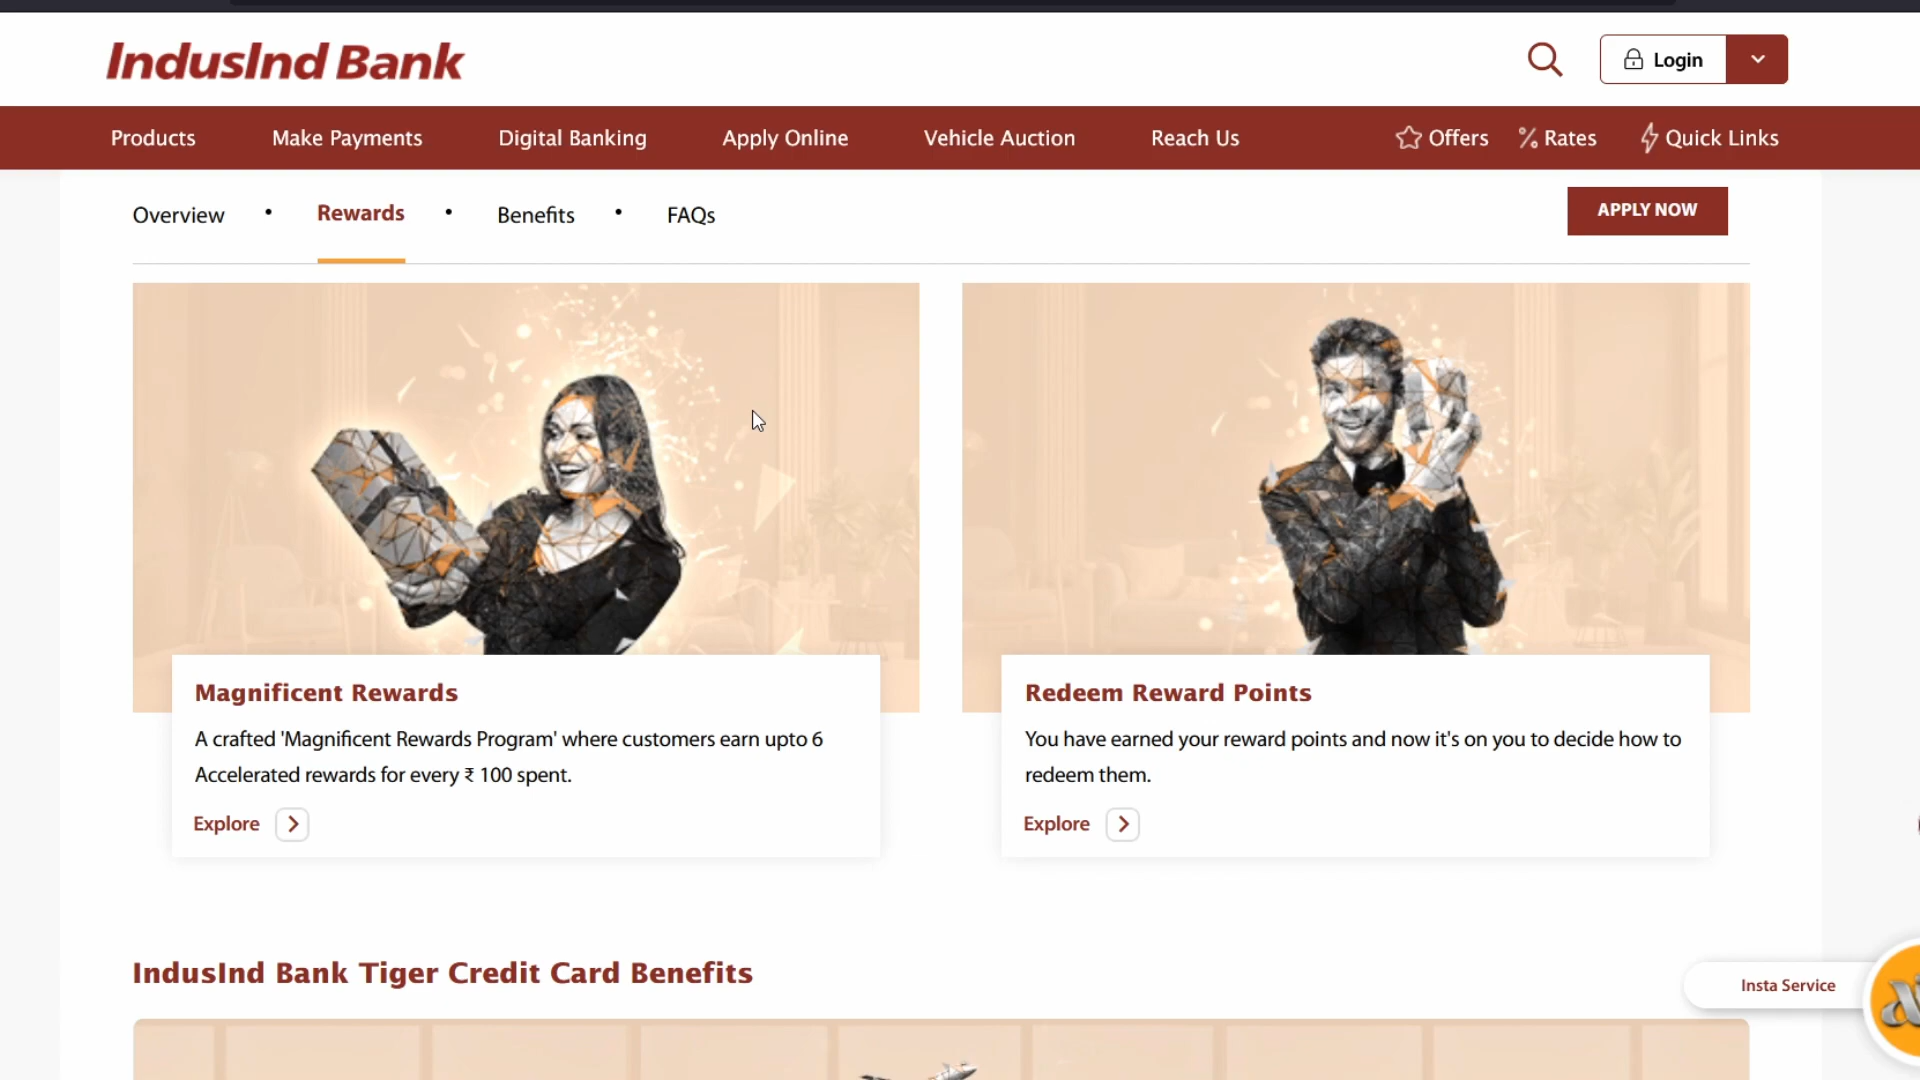 IndusInd Bank
Login
Products Make Payments Digital Banking Apply Online Vehicle Auction Reach Us Offers Rates Quick Links
Overview • Rewards • Benefits • FAQs APPLY NOW
Magnificent Rewards
A crafted 'Magnificent Rewards Program' where customers earn upto 6
Accelerated rewards for every ₹ 100 spent.
Explore
Redeem Reward Points
You have earned your reward points and now it's on you to decide how to
redeem them.
Explore
IndusInd Bank Tiger Credit Card Benefits
Insta Service